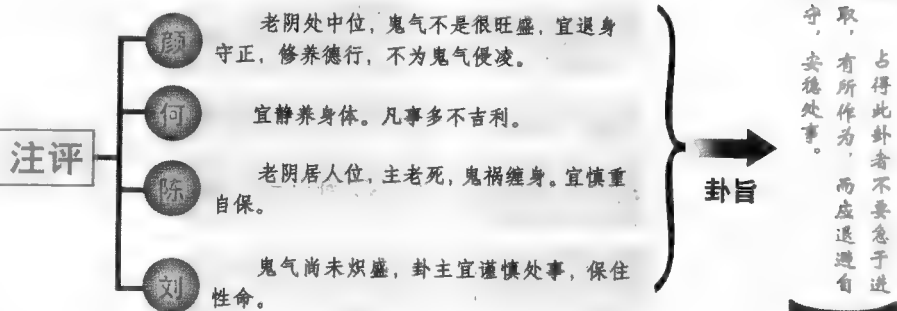 注评
颜
老阴处中位，鬼气不是很旺盛，宜退身
守正，修养德行，不为鬼气侵凌。
何
宜静养身体。凡事多不吉利。
陈
老阴居人位，主老死，鬼祸缠身。宜慎重
自保。
刘
鬼气尚未炽盛，卦主宜谨慎处事，保住
性命。
卦旨
占得此卦者不要急于进
取，有所作为，而应退避自
守，安稳处事。